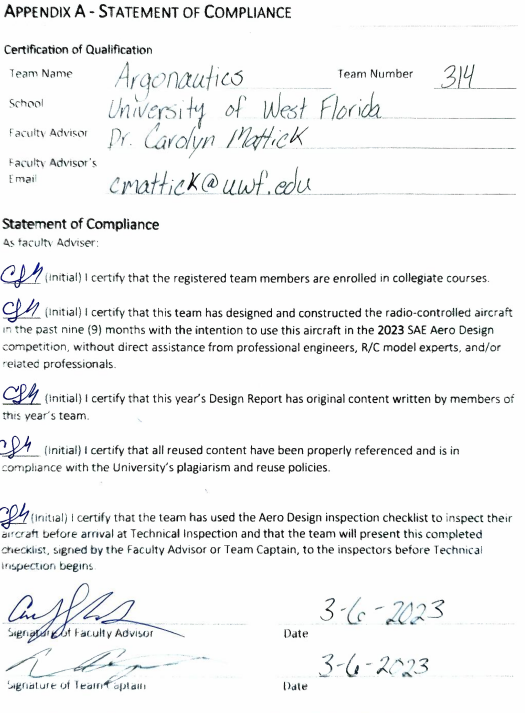 APPENDIX A - STATEMENT OF COMPLIANCE
Certification of Qualification
Team Name Argonautics Team Number 314
School University of West Florida
Faculty Advisor Dr. Carolyn Mattick
Faculty Advisor's
Email cmattick@uwf.edu
Statement of Compliance
As faculty Adviser:
(Initial) I certify that the registered team members are enrolled in collegiate courses.
(Initial) I certify that this team has designed and constructed the radio-controlled aircraft
in the past nine (9) months with the intention to use this aircraft in the 2023 SAE Aero Design
competition, without direct assistance from professional engineers, R/C model experts, and/or
related professionals.
(Initial) I certify that this year's Design Report has original content written by members of
this year's team.
(Initial) I certify that all reused content have been properly referenced and is in
compliance with the University's plagiarism and reuse policies.
(Initial) I certify that the team has used the Aero Design inspection checklist to inspect their
aircraft before arrival at Technical Inspection and that the team will present this completed
checklist, signed by the Faculty Advisor or Team Captain, to the inspectors before Technical
Inspection begins.
3-6-2023
Signature of Faculty Advisor Date
3-6-2023
Signature of Team Captain Date